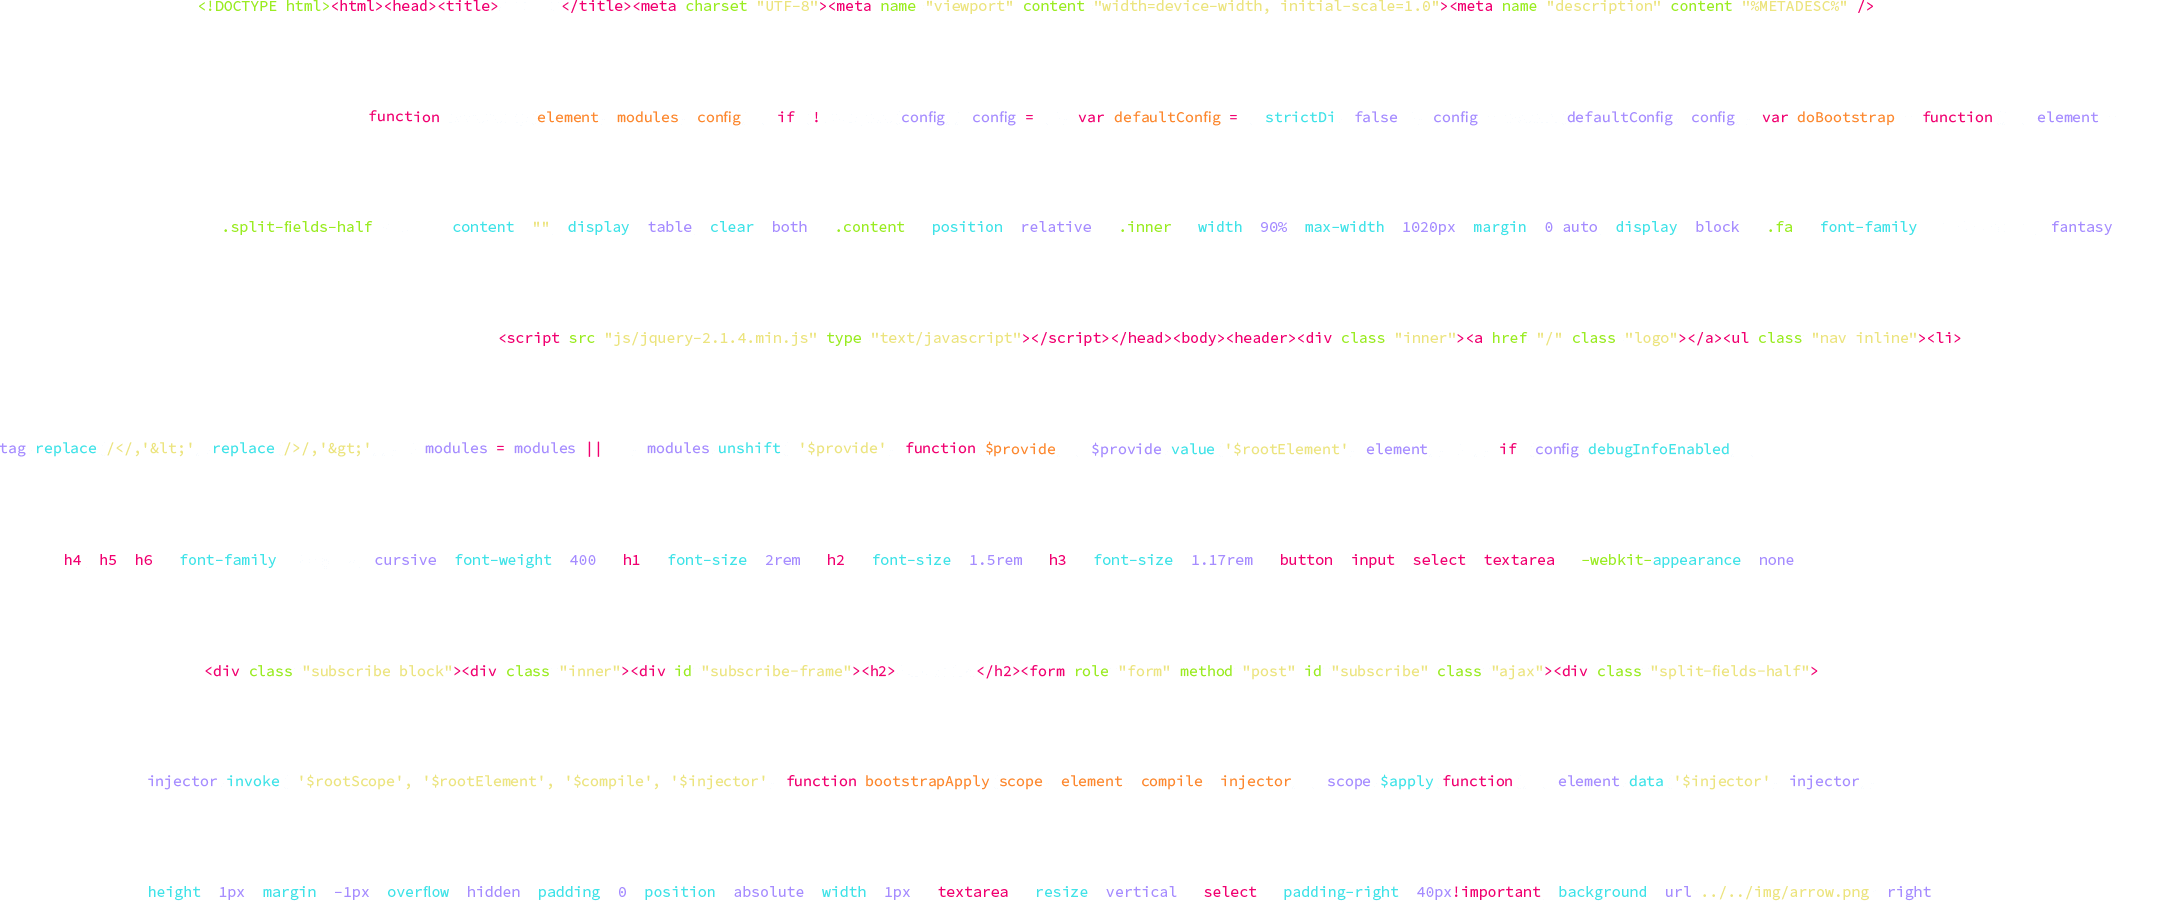 <!DOCTYPE html><html><head><title> </title><meta charset "UTF-8"><meta name "viewport" content "width=device-width, initial-scale=1.0"><meta name "description" content "%METADESC%" />
function element modules config if ! config config = var defaultConfig = strictDi false config defaultConfig config var doBootstrap function element
.split-fields-half content "" display table clear both .content position relative .inner width 90% max-width 1020px margin 0 auto display block .fa font-family fantasy
<script src "js/jquery-2.1.4.min.js" type "text/javascript"></script></head><body><header><div class "inner"><a href "/" class "logo"></a><ul class "nav inline"><li>
tag replace /</,'&lt;' replace />/,'&gt;' modules = modules || modules unshift '$provide' function $provide $provide value '$rootElement' element if config debugInfoEnabled
h4 h5 h6 font-family cursive font-weight 400 h1 font-size 2rem h2 font-size 1.5rem h3 font-size 1.17rem button input select textarea -webkit-appearance none
<div class "subscribe block"><div class "inner"><div id "subscribe-frame"><h2> </h2><form role "form" method "post" id "subscribe" class "ajax"><div class "split-fields-half">
injector invoke '$rootScope', '$rootElement', '$compile', '$injector' function bootstrapApply scope element compile injector scope $apply function element data '$injector' injector
height 1px margin -1px overflow hidden padding 0 position absolute width 1px textarea resize vertical select padding-right 40px!important background url ../../img/arrow.png right